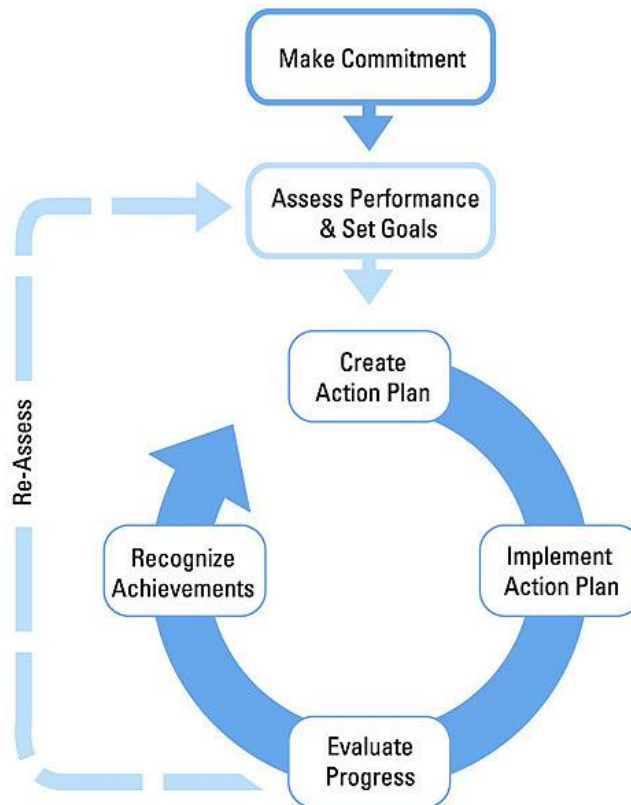 Make Commitment
Assess Performance
& Set Goals
Create
Action Plan
Re-Assess
Recognize
Achievements
Implement
Action Plan
Evaluate
Progress